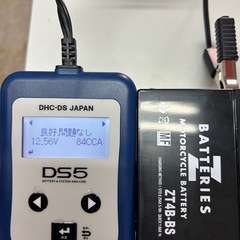 DHC-DS JAPAN
良好問題なし
12.56V 84CCA
DS5
BATTERY & SYSTEM ANALYZER
Z
BATTERIES
MOTORCYCLE BATTERY
ZT4B-BS